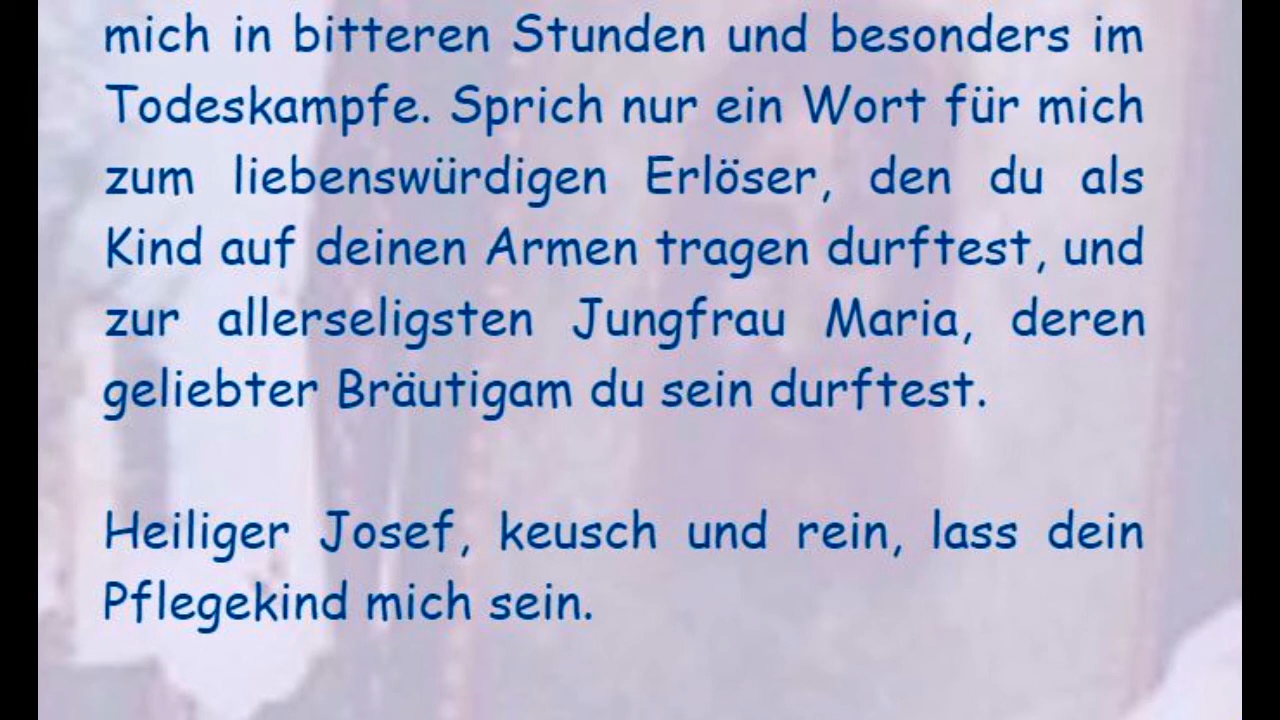 mich in bitteren Stunden und besonders im
Todeskampfe. Sprich nur ein Wort für mich
zum liebenswürdigen Erlöser, den du als
Kind auf deinen Armen tragen durftest, und
zur allerseligsten Jungfrau Maria, deren
geliebter Bräutigam du sein durftest.
Heiliger Josef, keusch und rein, lass dein
Pflegekind mich sein.